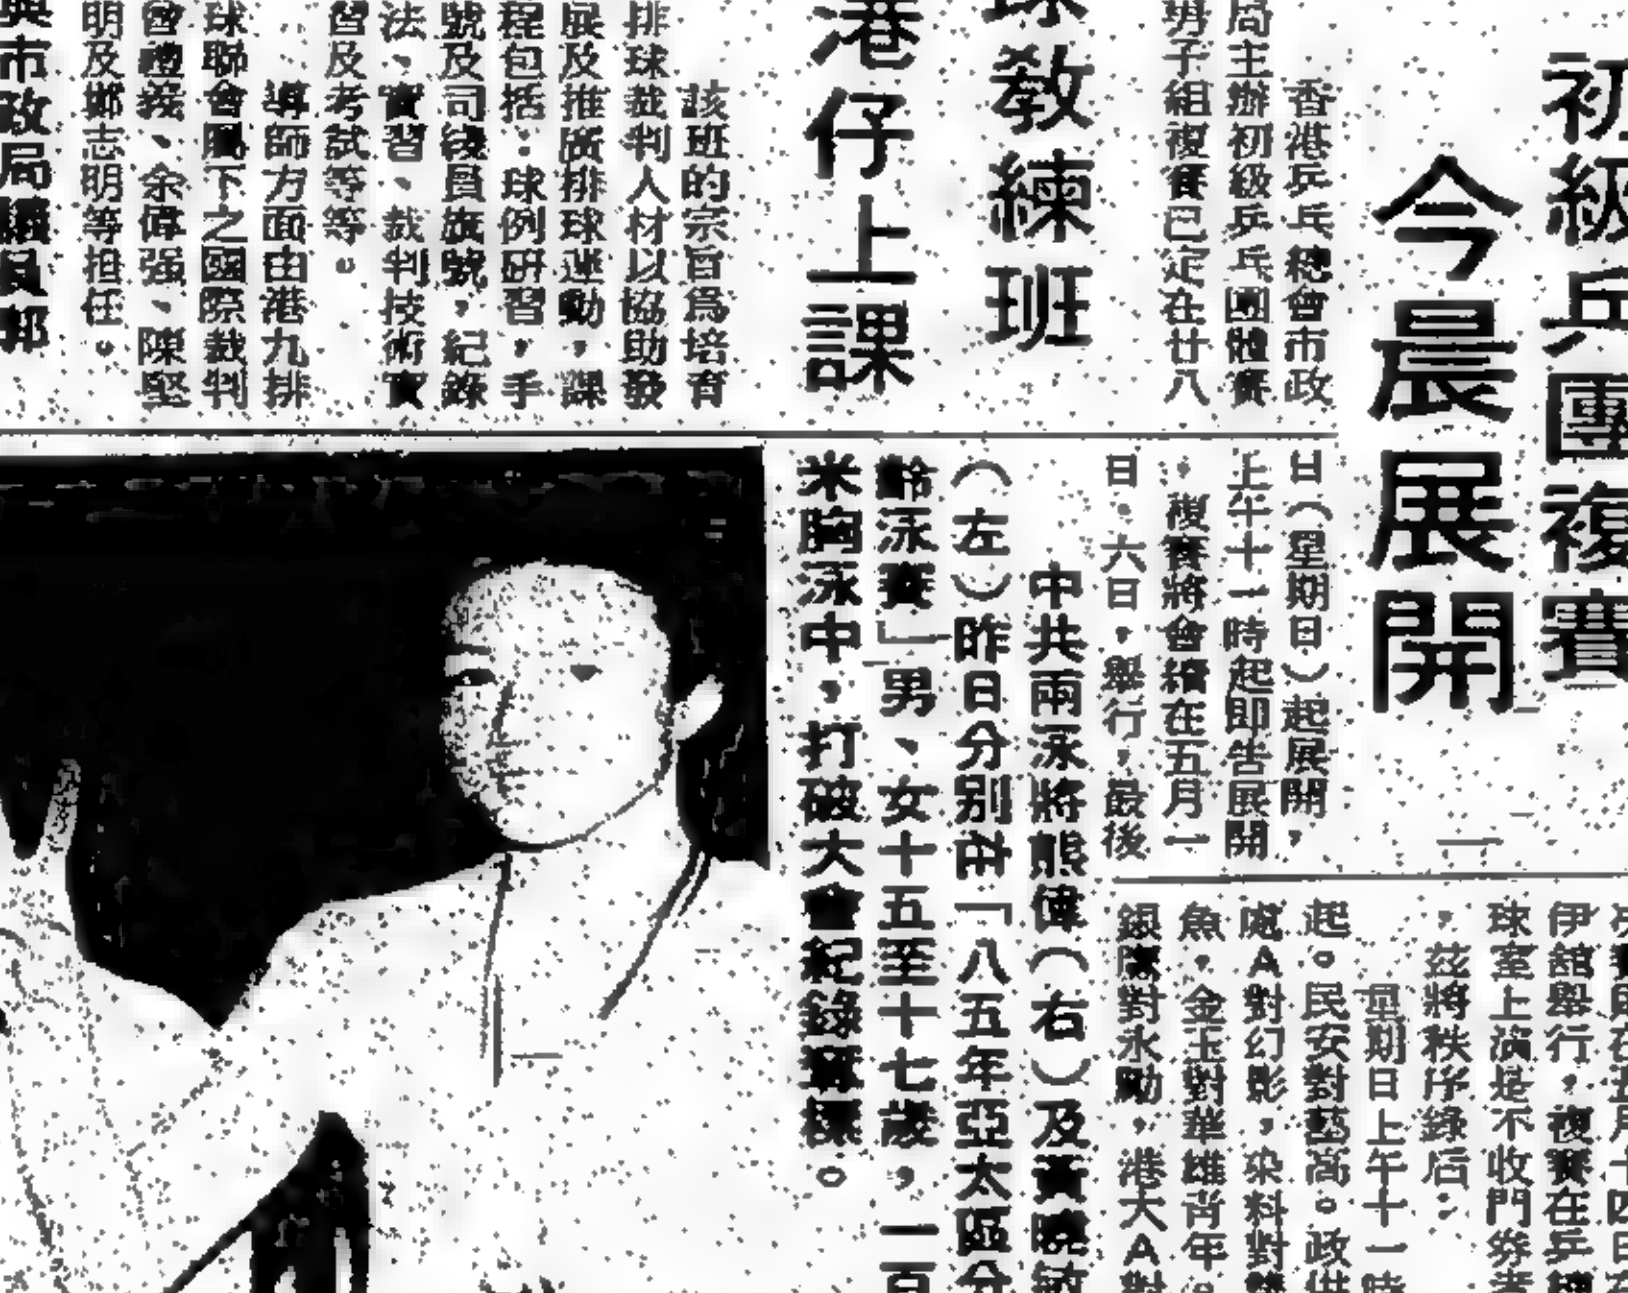 初級乒乓團複賽
今晨展開
香港乒乓總會市政
局主辦初級乒乓團體賽
男子組複賽已定在廿八
日（星期日）起展開，
上午十一時起即告展開
。複賽將會續在五月一
日。六日，舉行，最後
球教練班
港仔上課
該班的宗旨爲培育
排球裁判人材以協助發
展及推廣排球運動，課
程包括。球例研習，手
號及司綫員旗號，紀錄
法、實習、裁判技術實
習及考試等等。
導師方面由港九排
球聯會屬下之國際裁判
曾禮義、余偉强、陳堅
明及鄉志明等担任。
與市政局議員鄧
中共兩泳將熊偉（右）及黃曉敏
（左）昨日分別在「八五年亞太區分
齡泳賽」男、女十五至十七歲，一百
米胸泳中，打破大會紀錄奪標。
伊舘舉行，複賽在乒總
球室上演是不收門券者
，茲將秩序錄后：
星期日上午十一時
起。民安對藝高。政供
處A對幻影，染料對
魚。金玉對華雄青年。
銀鷹對永勵，港大A對